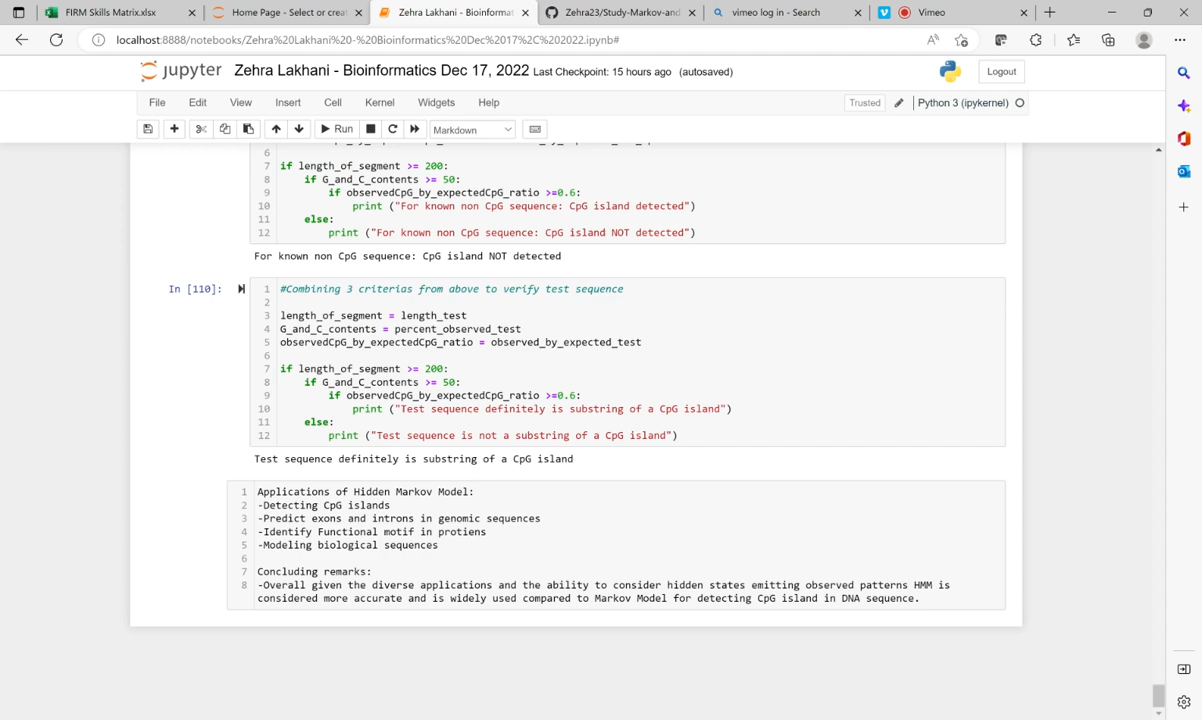 FIRM Skills Matrix.xlsx
Home Page - Select or create
Zehra Lakhani - Bioinformat
Zehra23/Study-Markov-and
vimeo log in - Search
Vimeo
localhost:8888/notebooks/Zehra%20Lakhani%20-%20Bioinformatics%20Dec%2017%2C%202022.ipynb#
jupyter Zehra Lakhani - Bioinformatics Dec 17, 2022 Last Checkpoint: 15 hours ago (autosaved)
Logout
File Edit View Insert Cell Kernel Widgets Help
Trusted
Python 3 (ipykernel)
Run
Markdown
6
7 if length_of_segment >= 200:
8 if G_and_C_contents >= 50:
9 if observedCpG_by_expectedCpG_ratio >=0.6:
10 print ("For known non CpG sequence: CpG island detected")
11 else:
12 print ("For known non CpG sequence: CpG island NOT detected")
For known non CpG sequence: CpG island NOT detected
In [110]:
1 #Combining 3 criterias from above to verify test sequence
2
3 length_of_segment = length_test
4 G_and_C_contents = percent_observed_test
5 observedCpG_by_expectedCpG_ratio = observed_by_expected_test
6
7 if length_of_segment >= 200:
8 if G_and_C_contents >= 50:
9 if observedCpG_by_expectedCpG_ratio >=0.6:
10 print ("Test sequence definitely is substring of a CpG island")
11 else:
12 print ("Test sequence is not a substring of a CpG island")
Test sequence definitely is substring of a CpG island
1 Applications of Hidden Markov Model:
2 -Detecting CpG islands
3 -Predict exons and introns in genomic sequences
4 -Identify Functional motif in protiens
5 -Modeling biological sequences
6
7 Concluding remarks:
8 -Overall given the diverse applications and the ability to consider hidden states emitting observed patterns HMM is
considered more accurate and is widely used compared to Markov Model for detecting CpG island in DNA sequence.